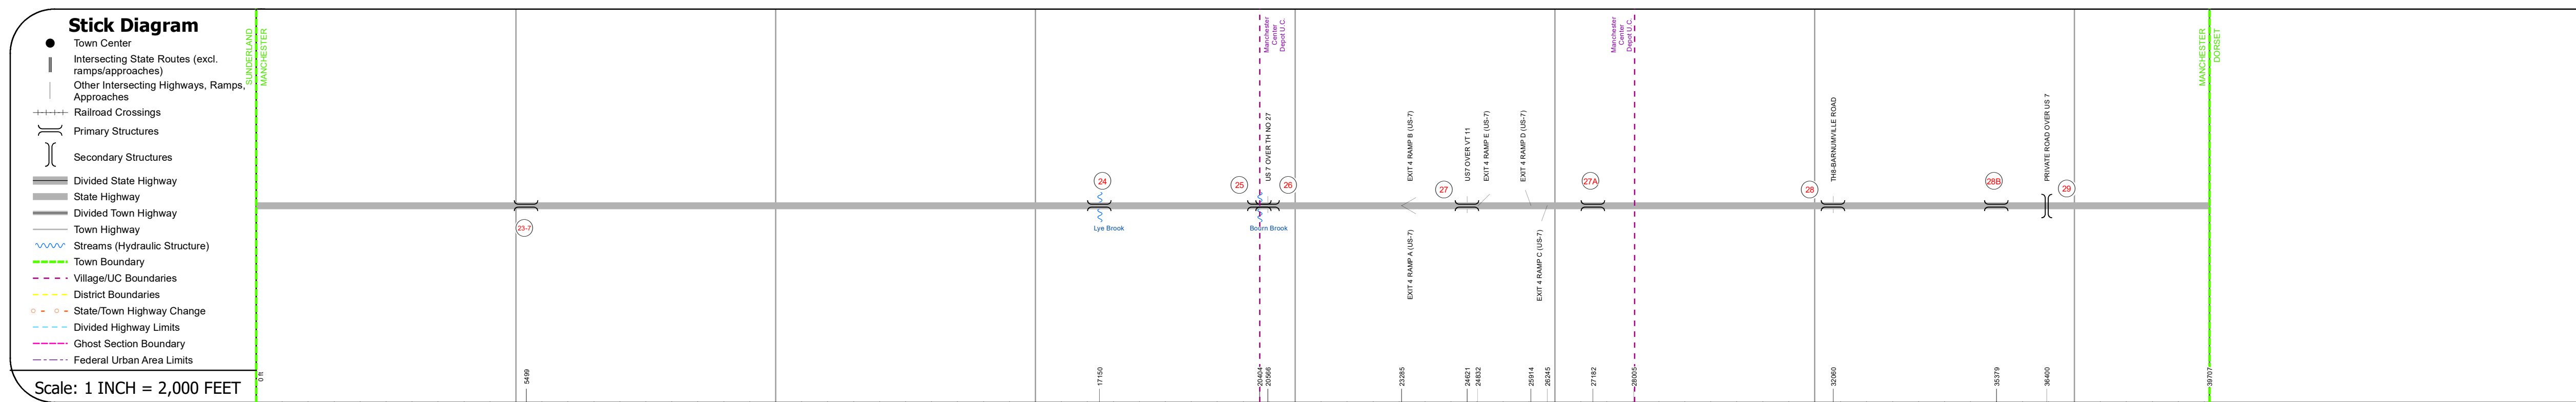 Stick Diagram
Town Center
Intersecting State Routes (excl.
ramps/approaches)
Other Intersecting Highways, Ramps,
Approaches
Railroad Crossings
Primary Structures
Secondary Structures
Divided State Highway
State Highway
Divided Town Highway
Town Highway
Streams (Hydraulic Structure)
Town Boundary
Village/UC Boundaries
District Boundaries
State/Town Highway Change
Divided Highway Limits
Ghost Section Boundary
Federal Urban Area Limits
Scale: 1 INCH = 2,000 FEET
SUNDERLAND
MANCHESTER
0 ft
23-7
5499
24
Lye Brook
17150
25
Manchester
Center
Depot U.C.
US 7 OVER TH NO 27
26
Bourn Brook
20404
20566
EXIT 4 RAMP B (US-7)
EXIT 4 RAMP A (US-7)
23285
27
US7 OVER VT 11
24621
EXIT 4 RAMP E (US-7)
24832
EXIT 4 RAMP D (US-7)
25914
EXIT 4 RAMP C (US-7)
26245
27A
27182
Manchester
Center
Depot U.C.
28005
28
TH8-BARNUMVILLE ROAD
32060
28B
35379
PRIVATE ROAD OVER US 7
36400
29
MANCHESTER
DORSET
39707